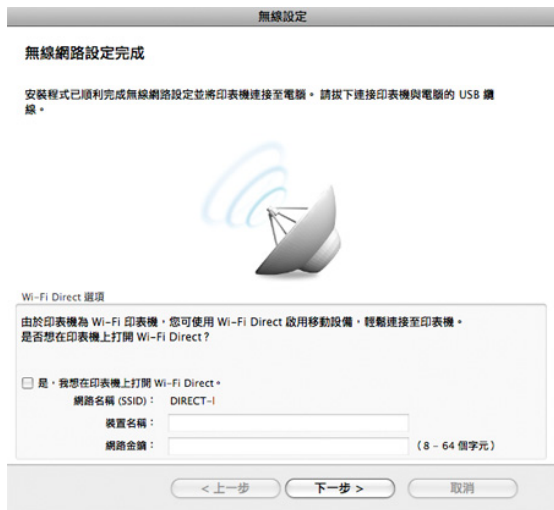 無線設定
無線網路設定完成
安裝程式已順利完成無線網路設定並將印表機連接至電腦。 請拔下連接印表機與電腦的 USB 纜
線。
Wi-Fi Direct 選項
由於印表機為 Wi-Fi 印表機，您可使用 Wi-Fi Direct 啟用移動設備，輕鬆連接至印表機。
是否想在印表機上打開 Wi-Fi Direct？
是，我想在印表機上打開 Wi-Fi Direct。
網路名稱 (SSID)： DIRECT-l
裝置名稱：
網路金鑰： （8 - 64 個字元）
< 上一步 下一步 > 取消